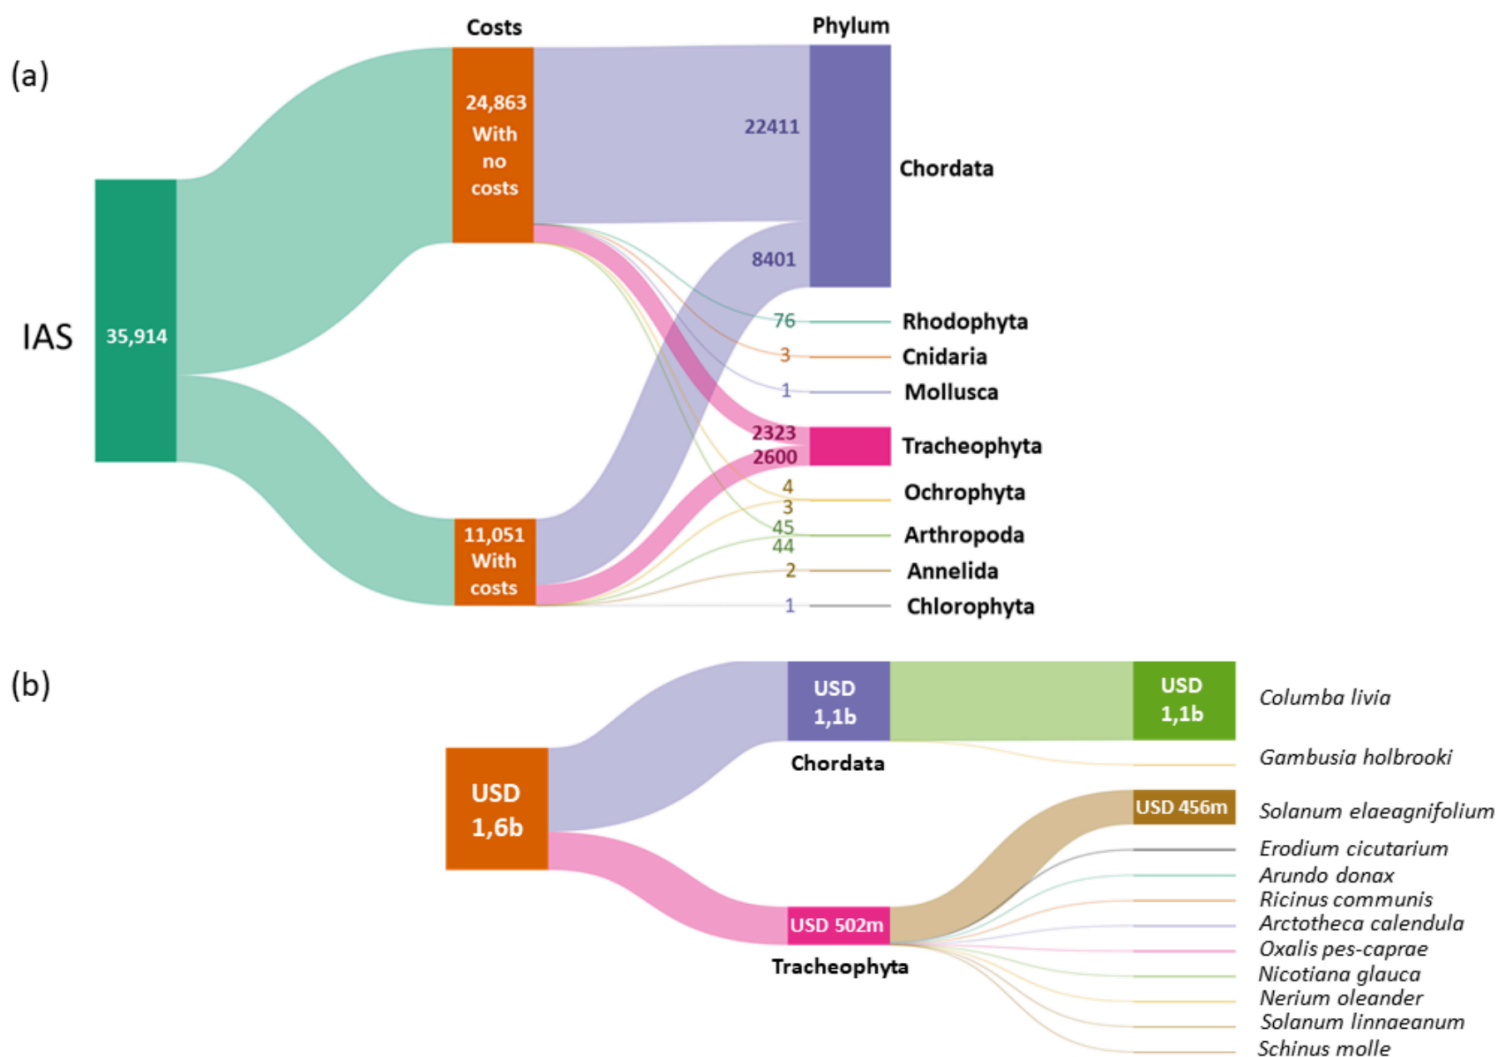 Costs
Phylum
(a)
24,863
With
no
costs
22411
Chordata
8401
IAS
35,914
76
Rhodophyta
3
Cnidaria
1
Mollusca
2323
2600
Tracheophyta
4
3
Ochrophyta
45
44
Arthropoda
11,051
With
costs
2
Annelida
1
Chlorophyta
(b)
USD
1,1b
Chordata
USD
1,1b
Columba livia
Gambusia holbrooki
USD
1,6b
USD 456m
Solanum elaeagnifolium
Erodium cicutarium
Arundo donax
Ricinus communis
USD 502m
Tracheophyta
Arctotheca calendula
Oxalis pes-caprae
Nicotiana glauca
Nerium oleander
Solanum linnaeanum
Schinus molle